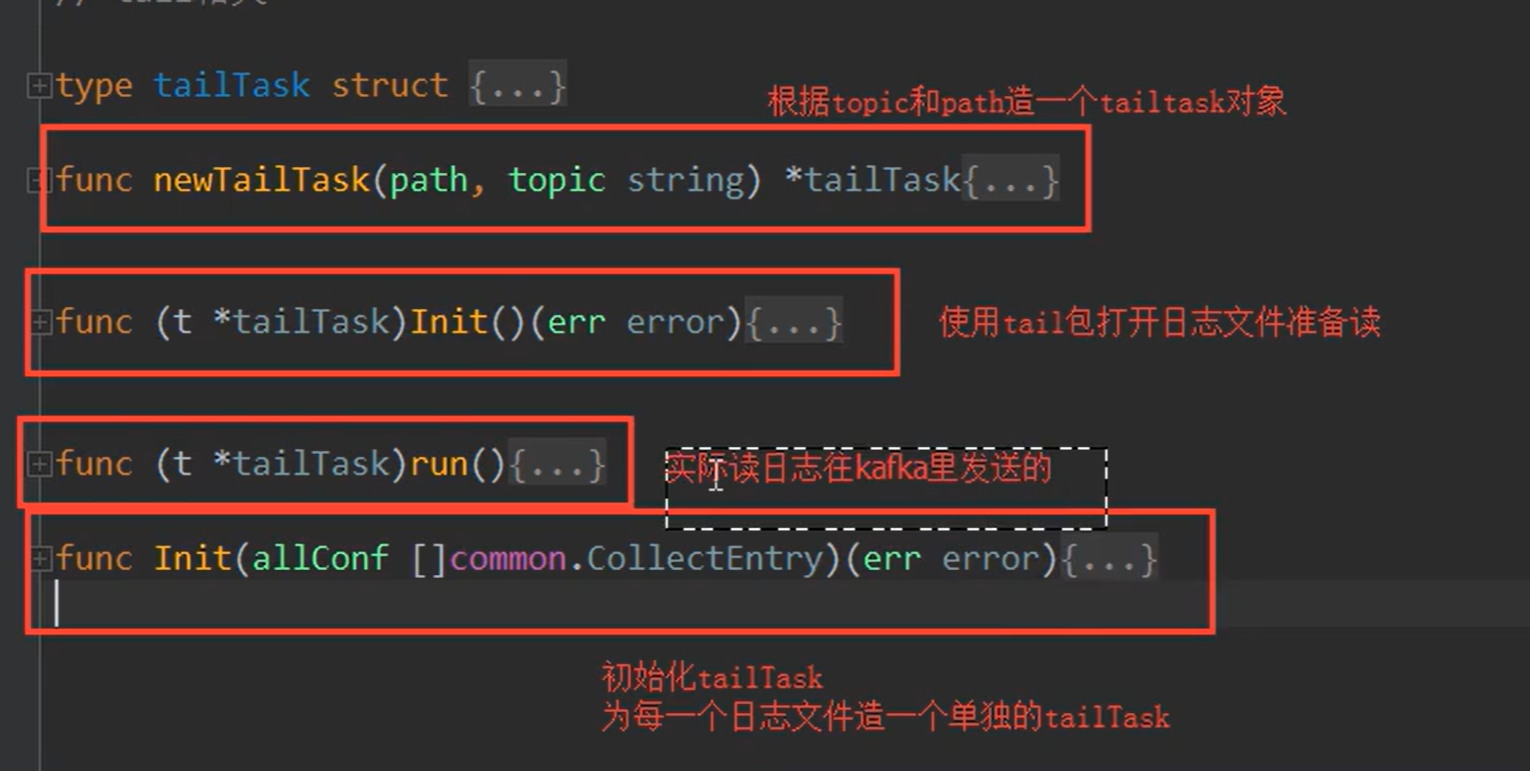 type tailTask struct {...}
根据topic和path造一个tailtask对象
func newTailTask(path, topic string) *tailTask{...}
func (t *tailTask)Init()(err error){...}
使用tail包打开日志文件准备读
func (t *tailTask)run(){...}
实际读日志往kafka里发送的
func Init(allConf []common.CollectEntry)(err error){...}
初始化tailTask
为每一个日志文件造一个单独的tailTask